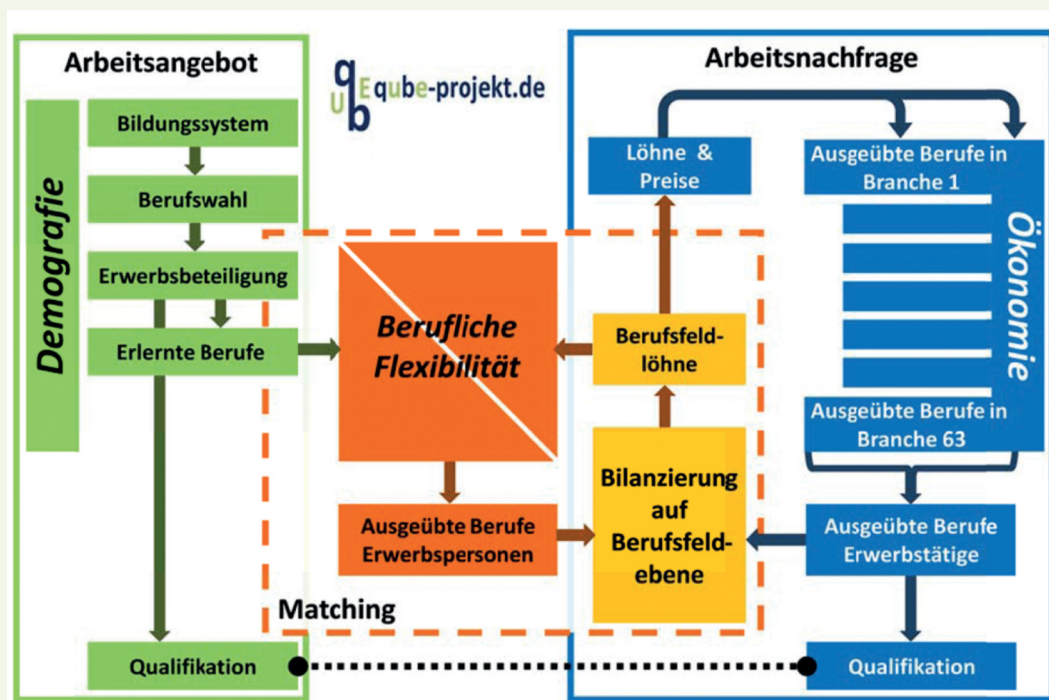 Arbeitsangebot
Demografie
Bildungssystem
Berufswahl
Erwerbsbeteiligung
Erlernte Berufe
Qualifikation
q
U E
b
qube-projekt.de
Berufliche
Flexibilität
Ausgeübte Berufe
Erwerbspersonen
Matching
Arbeitsnachfrage
Löhne &
Preise
Berufsfeld-
löhne
Bilanzierung
auf
Berufsfeld-
ebene
Ausgeübte Berufe in
Branche 1
Ökonomie
Ausgeübte Berufe in
Branche 63
Ausgeübte Berufe
Erwerbstätige
Qualifikation